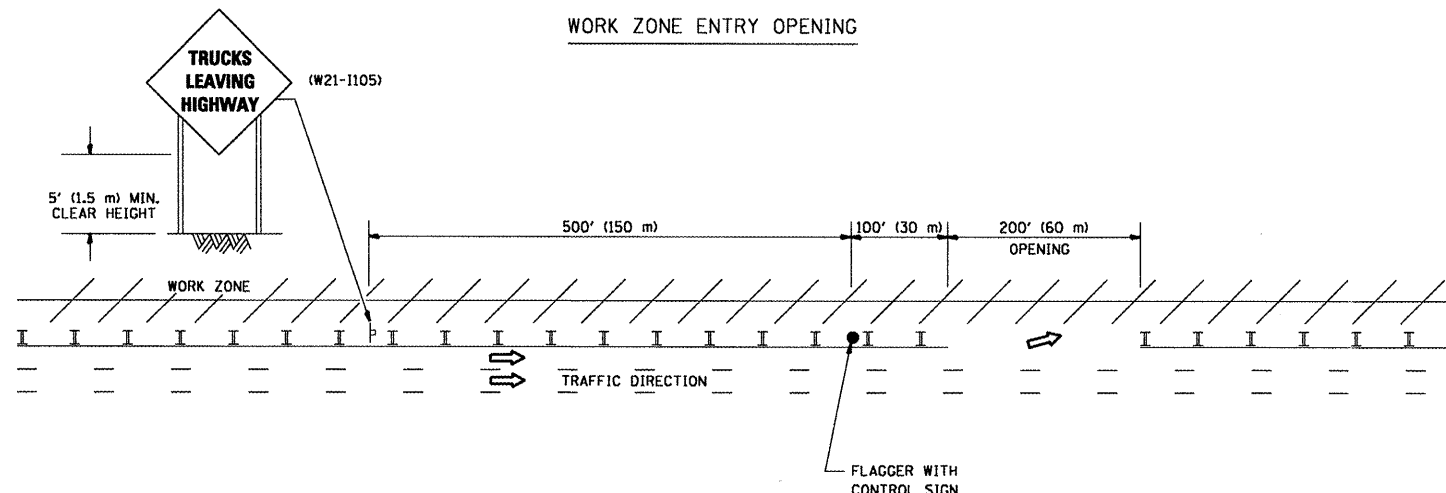 WORK ZONE ENTRY OPENING
TRUCKS
LEAVING
HIGHWAY
(W21-I105)
5' (1.5 m) MIN.
CLEAR HEIGHT
500' (150 m)
100' (30 m)
200' (60 m)
OPENING
WORK ZONE
TRAFFIC DIRECTION
FLAGGER WITH
CONTROL SIGN